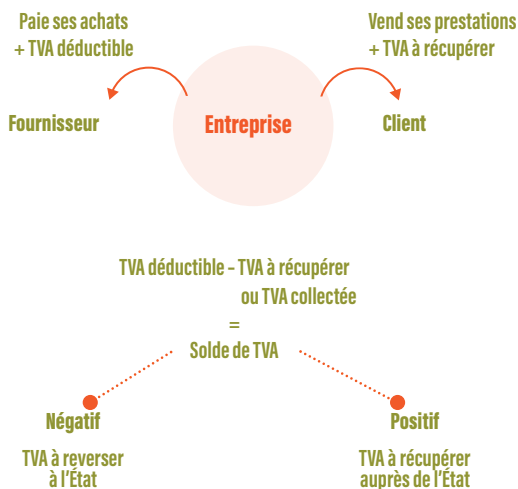 Paie ses achats
+ TVA déductible
Vend ses prestations
+ TVA à récupérer
Fournisseur
Entreprise
Client
TVA déductible - TVA à récupérer
ou TVA collectée
=
Solde de TVA
Négatif
TVA à reverser
à l'État
Positif
TVA à récupérer
auprès de l'État